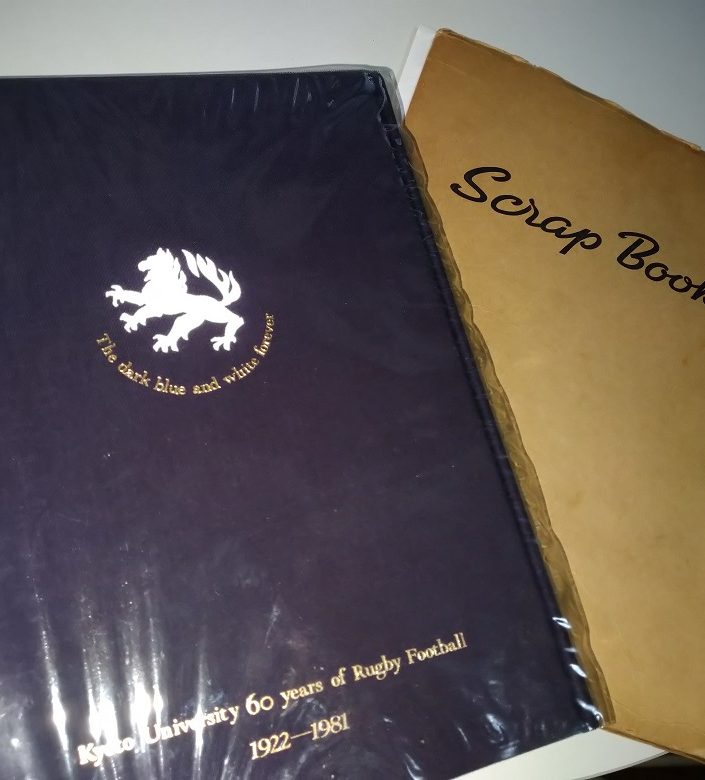 The dark blue and white forever
Kyoto University 60 years of Rugby Football
1922—1981
Scrap Book